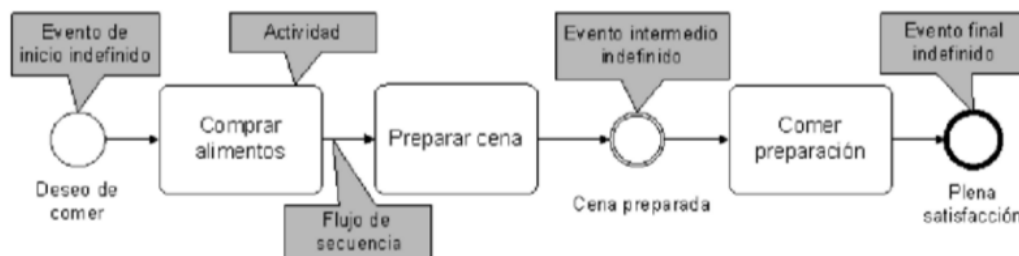 Evento de
inicio indefinido
Actividad
Evento intermedio
indefinido
Evento final
indefinido
Comprar
alimentos
Preparar cena
Comer
preparación
Deseo de
comer
Flujo de
secuencia
Cena preparada
Plena
satisfacción